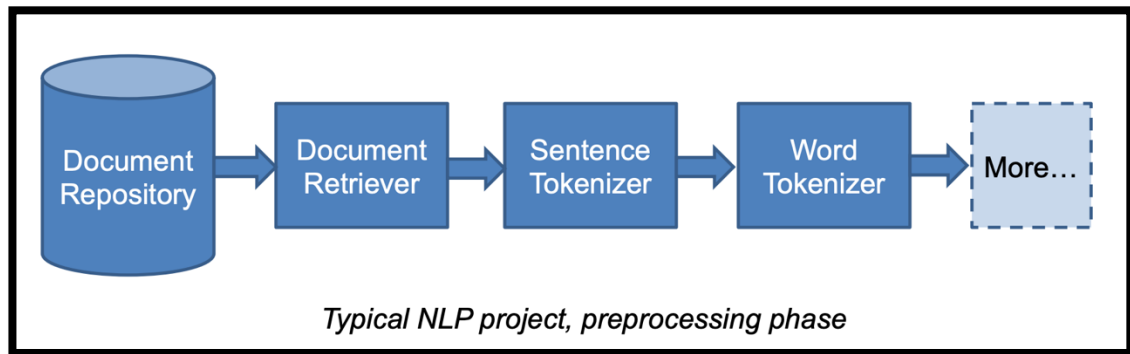 Document
Repository
Document
Retriever
Sentence
Tokenizer
Word
Tokenizer
More…
Typical NLP project, preprocessing phase